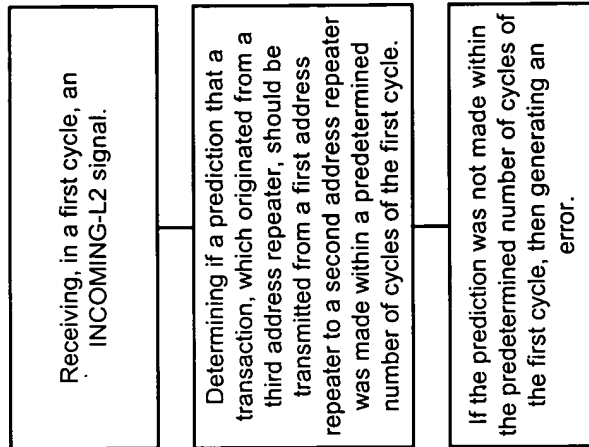 Receiving, in a first cycle, an
INCOMING-L2 signal.
Determining if a prediction that a
transaction, which originated from a
third address repeater, should be
transmitted from a first address
repeater to a second address repeater
was made within a predetermined
number of cycles of the first cycle.
If the prediction was not made within
the predetermined number of cycles of
the first cycle, then generating an
error.